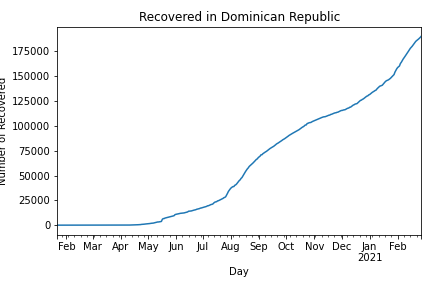 Recovered in Dominican Republic
Number of Recovered
175000
150000
125000
100000
75000
50000
25000
0
Feb Mar Apr May Jun Jul Aug Sep Oct Nov Dec Jan Feb
2021
Day